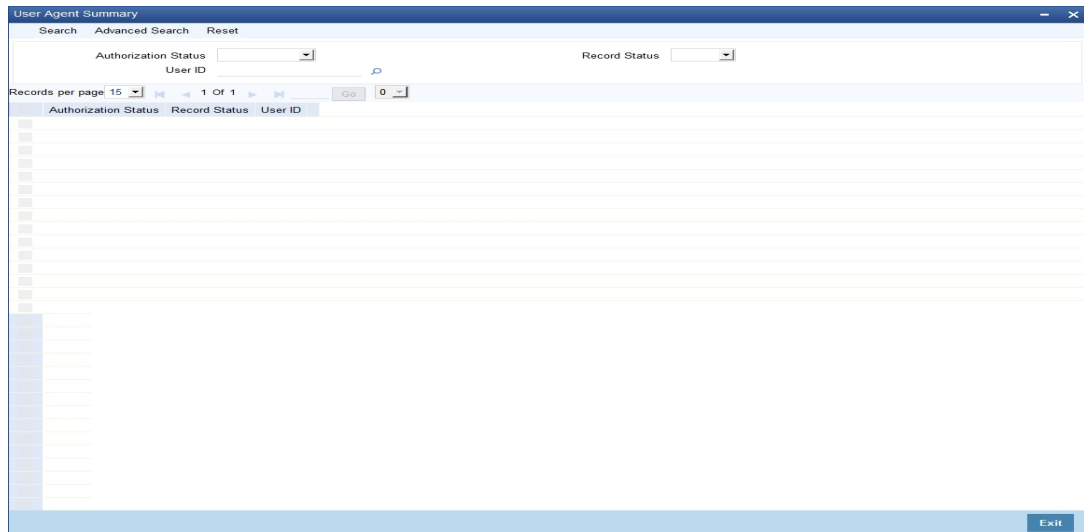 User Agent Summary
Search Advanced Search Reset
Authorization Status Record Status
User ID
Records per page 15 1 Of 1 Go 0
Authorization Status Record Status User ID
Exit